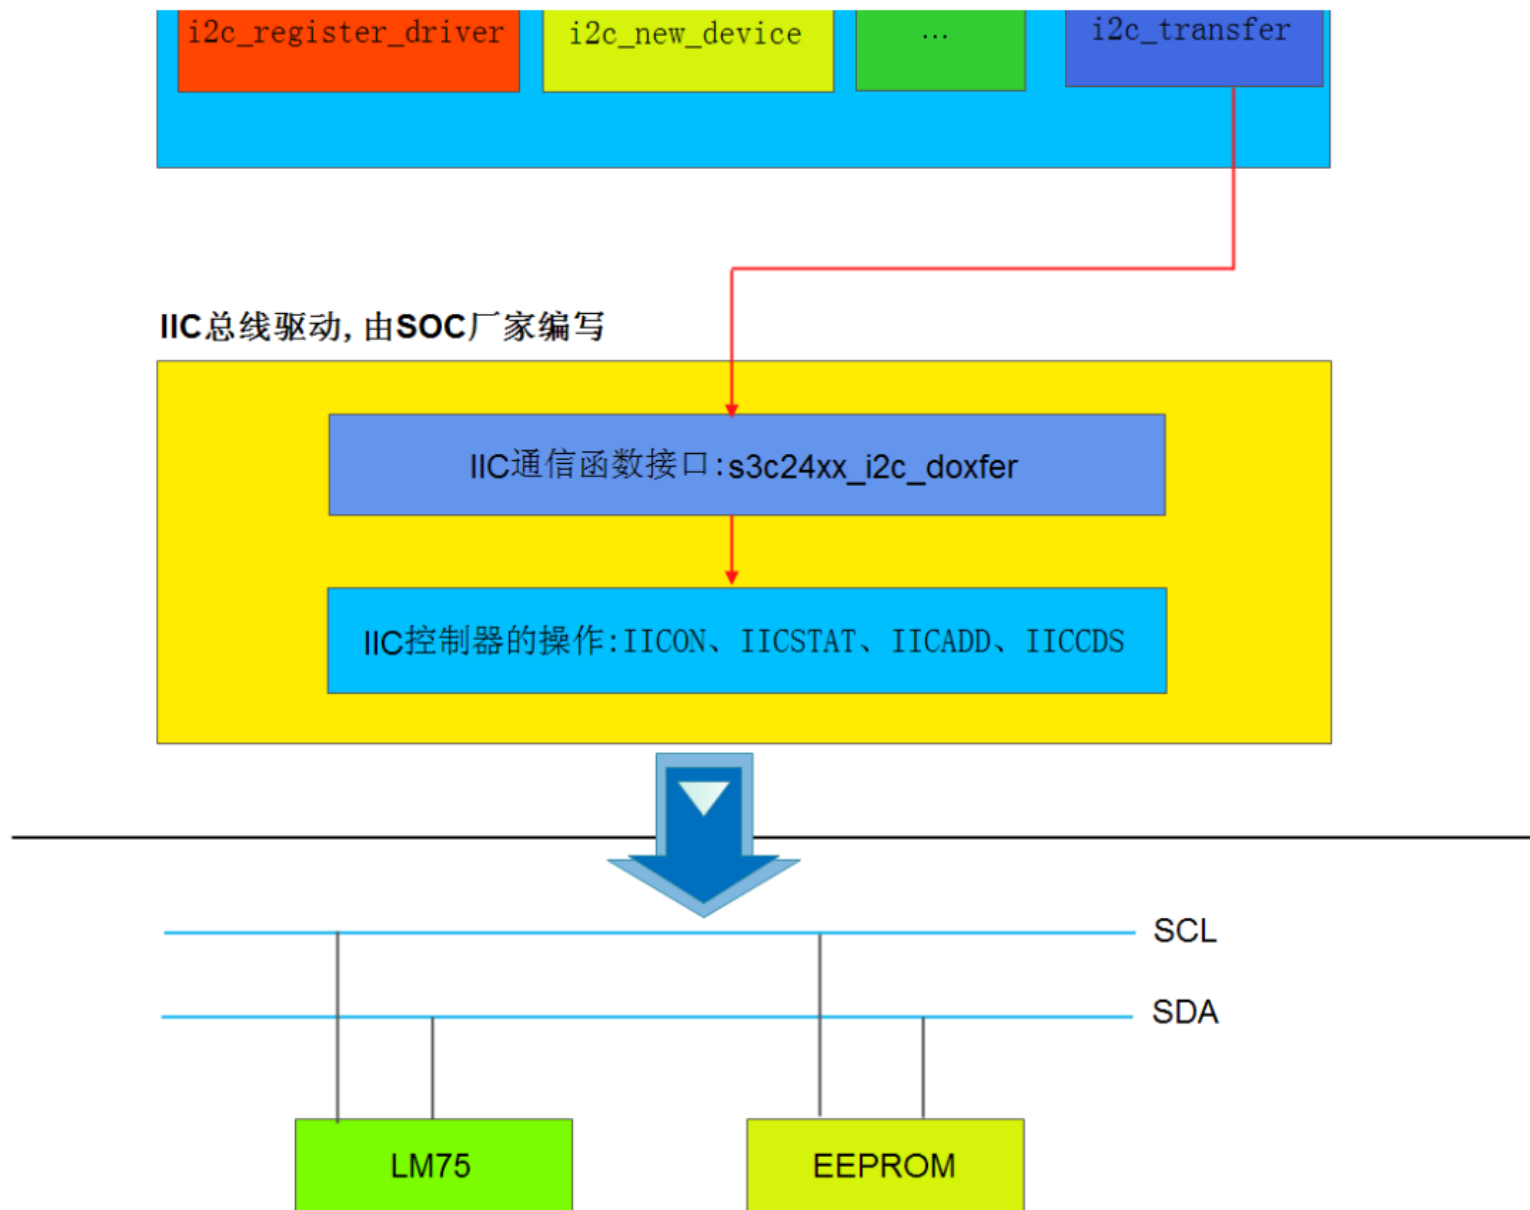 i2c_register_driver
i2c_new_device
...
i2c_transfer
IIC总线驱动,由SOC厂家编写
IIC通信函数接口:s3c24xx_i2c_doxfer
IIC控制器的操作:IICON、IICSTAT、IICADD、IICCDS
SCL
SDA
LM75
EEPROM